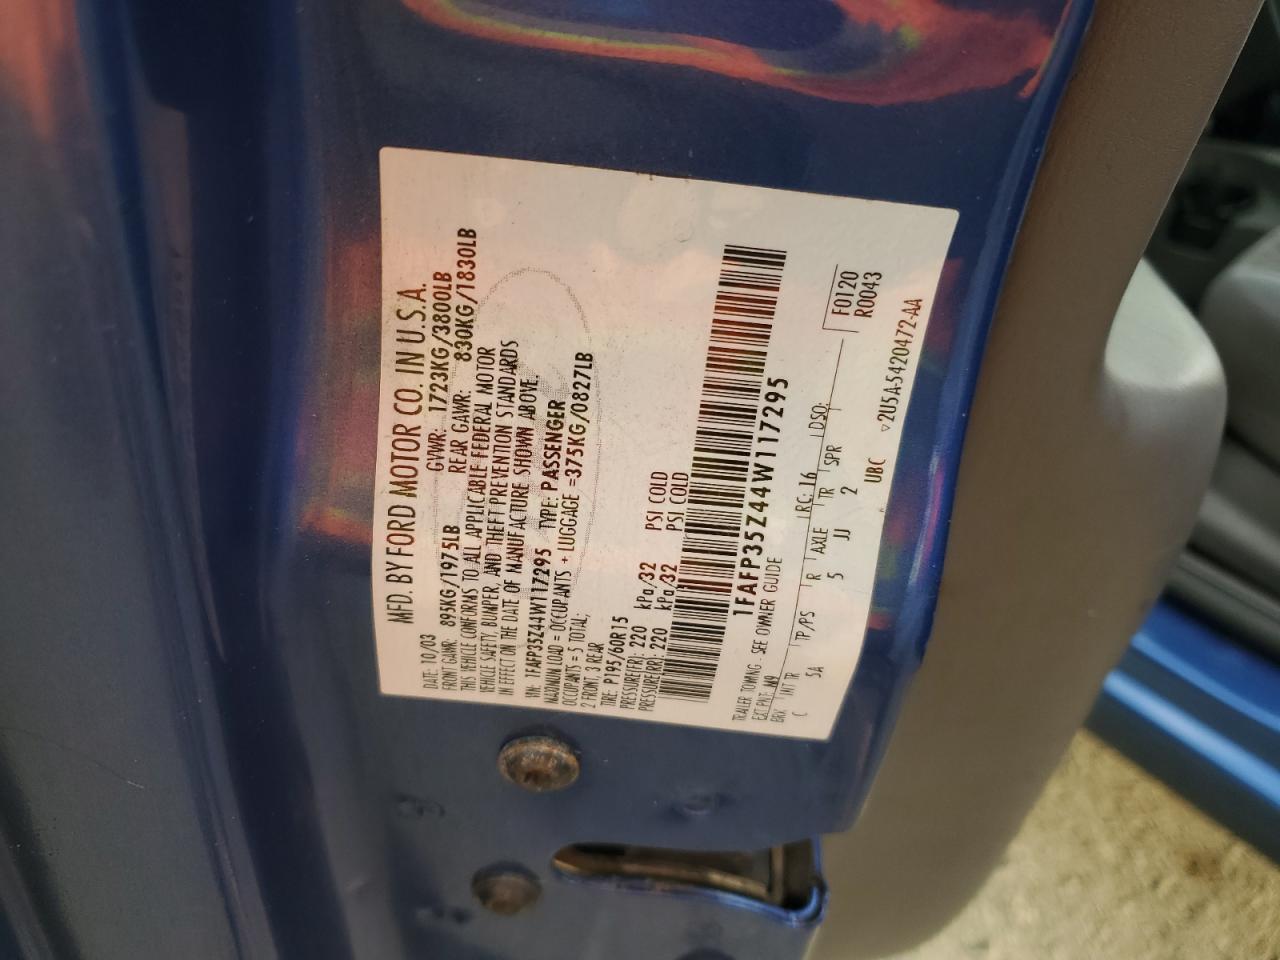 MFD. BY FORD MOTOR CO. IN U.S.A.
DATE: 10/03 GVWR: 1723KG/3800LB
FRONT GAWR: 895KG/1975LB REAR GAWR: 830KG/1830LB
THIS VEHICLE CONFORMS TO ALL APPLICABLE FEDERAL MOTOR
VEHICLE SAFETY, BUMPER, AND THEFT PREVENTION STANDARDS
IN EFFECT ON THE DATE OF MANUFACTURE SHOWN ABOVE.
VIN: 1FAFP35Z44W117295 TYPE: PASSENGER
MAXIMUM LOAD = OCCUPANTS + LUGGAGE =375KG/0827LB
OCCUPANTS = 5 TOTAL;
2 FRONT, 3 REAR
TIRE: P195/60R15
PRESSURE(FR): 220 kPa/32 PSI COLD
PRESSURE(RR): 220 kPa/32 PSI COLD
1FAFP35Z44W117295
TRAILER TOWING - SEE OWNER GUIDE F0120
EXT PNT: M9 RC: 16 DSO: R0043
BRK INT TR TP/PS R AXLE TR SPR
C 5A 5 JJ 2
UBC ▽2U5A-5420472-AA